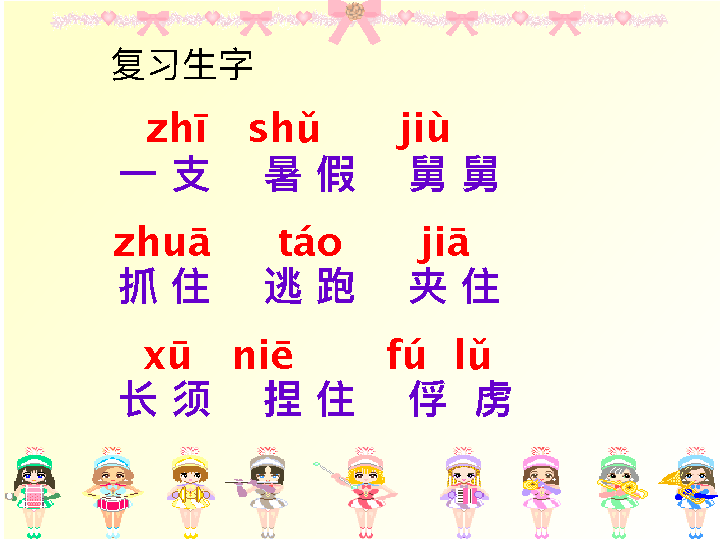 复习生字
zhī shǔ jiù
一支 暑假 舅舅
zhuā táo jiā
抓住 逃跑 夹住
xū niē fú lǔ
长须 捏住 俘虏